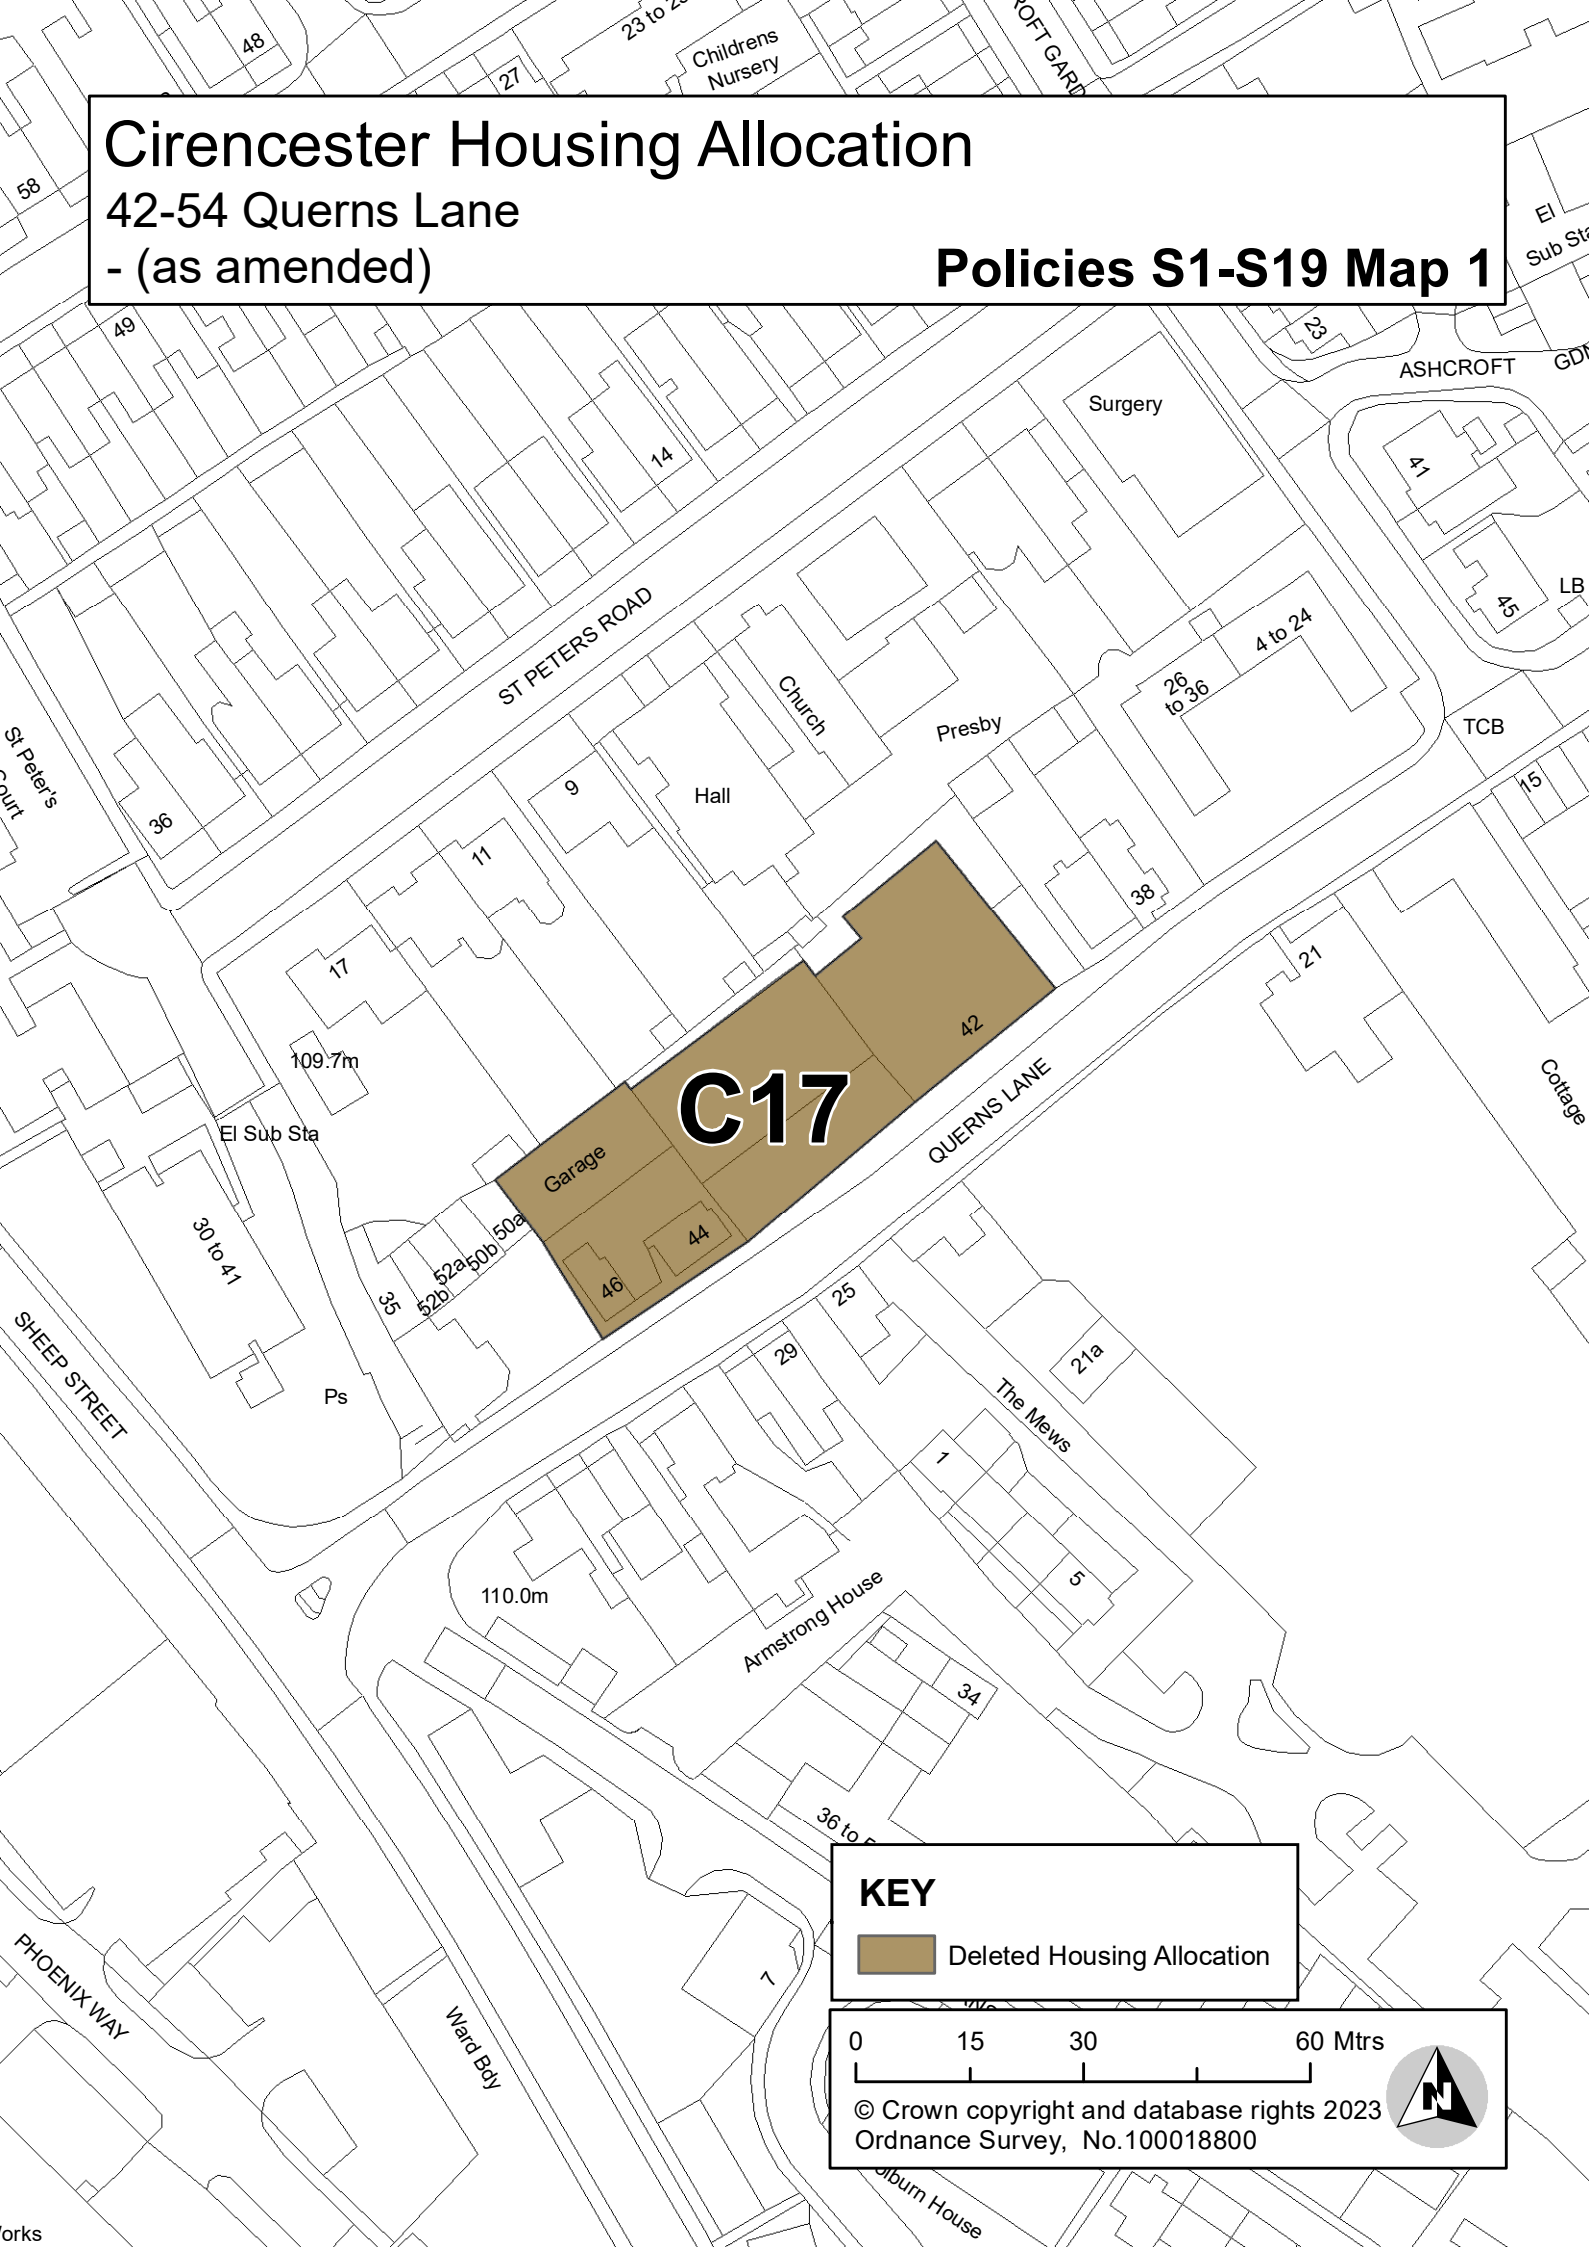 48
27
Childrens
Nursery
58
Cirencester Housing Allocation
42-54 Querns Lane
- (as amended)
Policies S1-S19 Map 1
El
49
23
ASHCROFT
Surgery
14
41
45
LB
ST PETERS ROAD
4 to 24
26
to 36
Church
Presby
TCB
St Peter's
36
9
Hall
15
11
38
17
21
42
109.7m
C17
QUERNS LANE
Cottage
El Sub Sta
Garage
30 to 41
50a
50b
52a
52b
35
44
46
25
29
21a
SHEEP STREET
Ps
The Mews
1
5
110.0m
Armstrong House
34
36 to
KEY
Deleted Housing Allocation
7
PHOENIX WAY
Ward Bdy
0 15 30 60 Mtrs
N
© Crown copyright and database rights 2023
Ordnance Survey, No.100018800
House